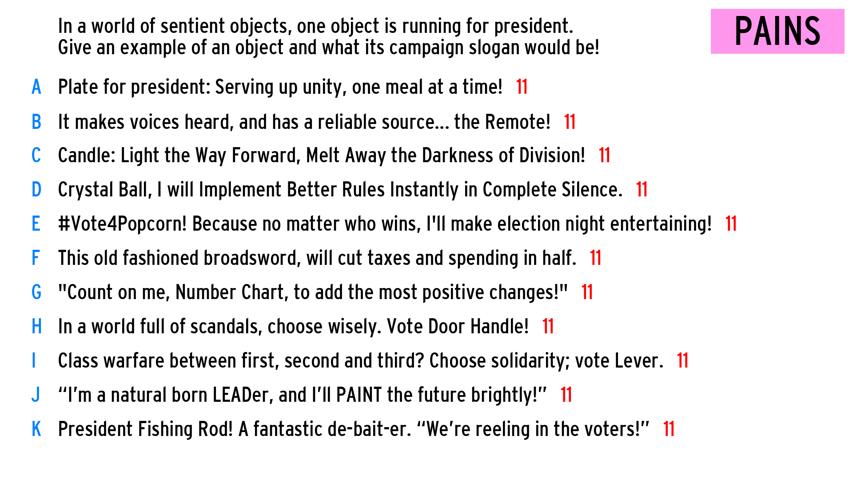 In a world of sentient objects, one object is running for president.
Give an example of an object and what its campaign slogan would be!
PAINS
A Plate for president: Serving up unity, one meal at a time! 11
B It makes voices heard, and has a reliable source... the Remote! 11
C Candle: Light the Way Forward, Melt Away the Darkness of Division! 11
D Crystal Ball, I will Implement Better Rules Instantly in Complete Silence. 11
E #Vote4Popcorn! Because no matter who wins, I'll make election night entertaining! 11
F This old fashioned broadsword, will cut taxes and spending in half. 11
G "Count on me, Number Chart, to add the most positive changes!" 11
H In a world full of scandals, choose wisely. Vote Door Handle! 11
I Class warfare between first, second and third? Choose solidarity; vote Lever. 11
J “I’m a natural born LEADer, and I’ll PAINT the future brightly!” 11
K President Fishing Rod! A fantastic de-bait-er. “We’re reeling in the voters!” 11